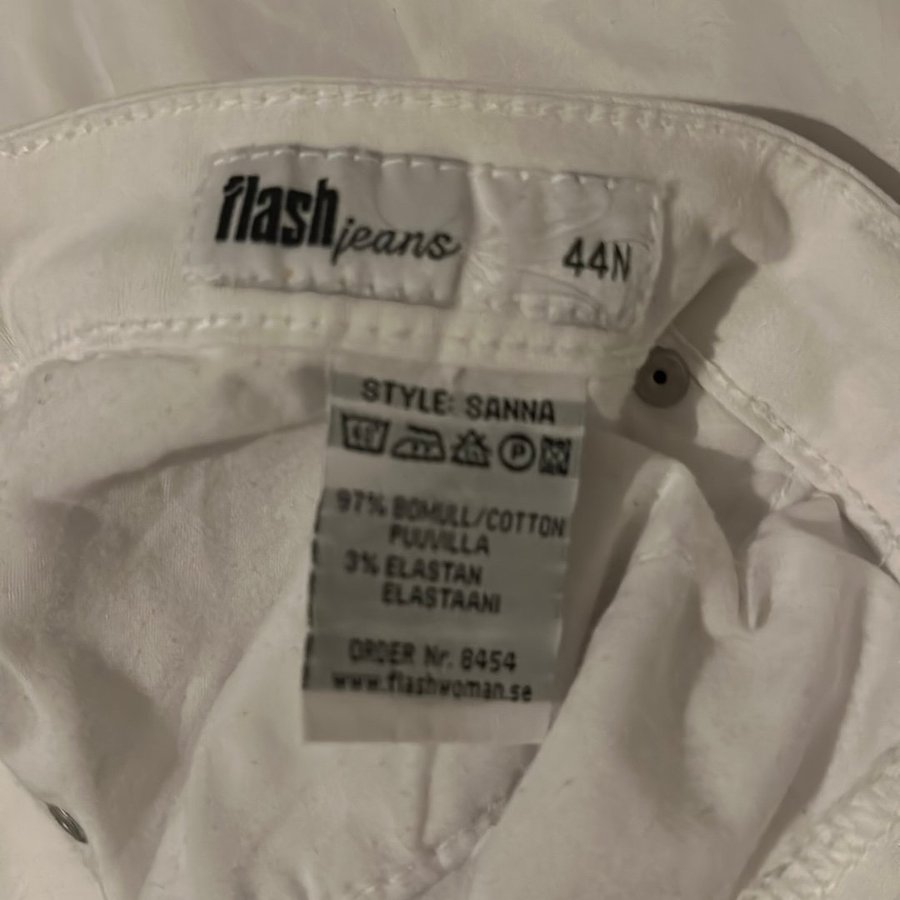 flash jeans
44N
STYLE: SANNA
P
97% BOMULL/COTTON
PUUVILLA
3% ELASTAN
ELASTAANI
ORDER Nr. 8454
www.flashwoman.se